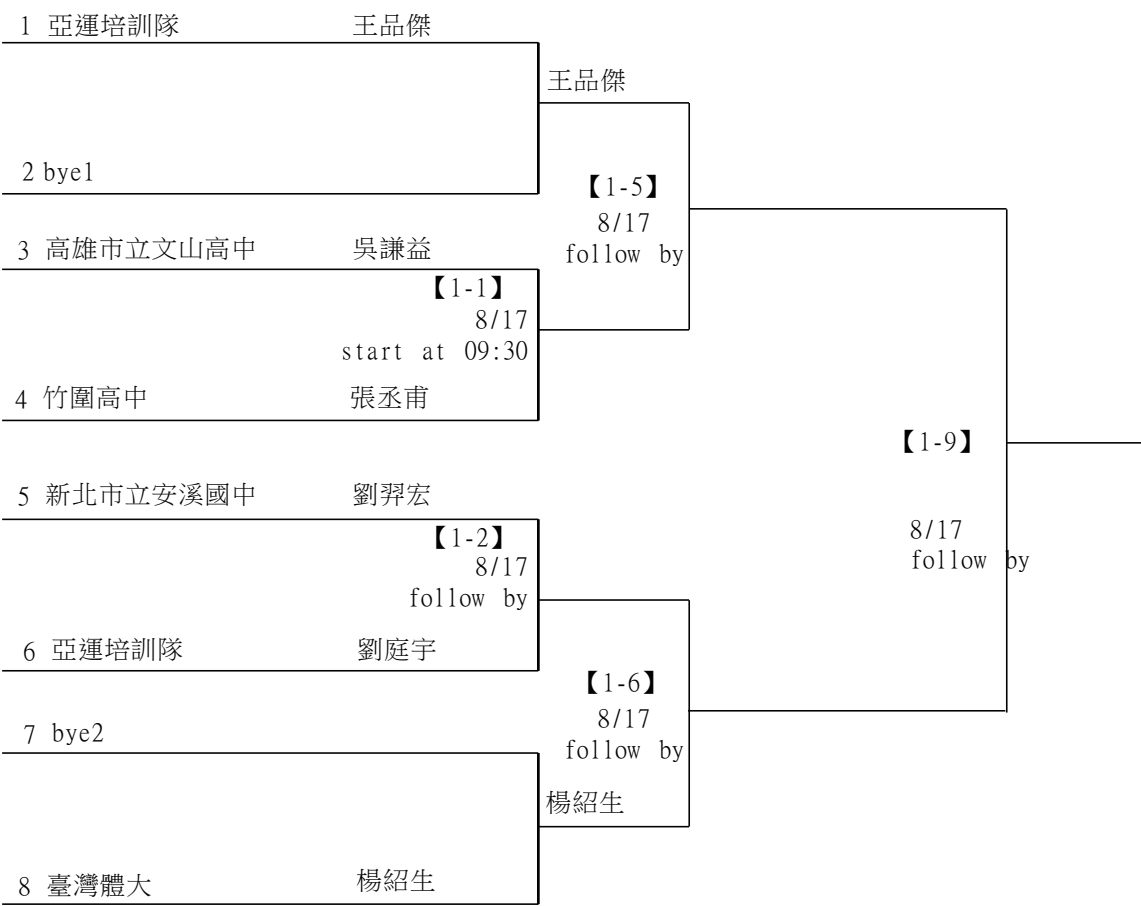 1 亞運培訓隊 王品傑
王品傑
2 bye1
【1-5】
8/17
follow by
3 高雄市立文山高中 吳謙益
【1-1】
8/17
start at 09:30
4 竹圍高中 張丞甫
【1-9】
8/17
follow by
5 新北市立安溪國中 劉羿宏
【1-2】
8/17
follow by
6 亞運培訓隊 劉庭宇
【1-6】
8/17
follow by
7 bye2
楊紹生
8 臺灣體大 楊紹生